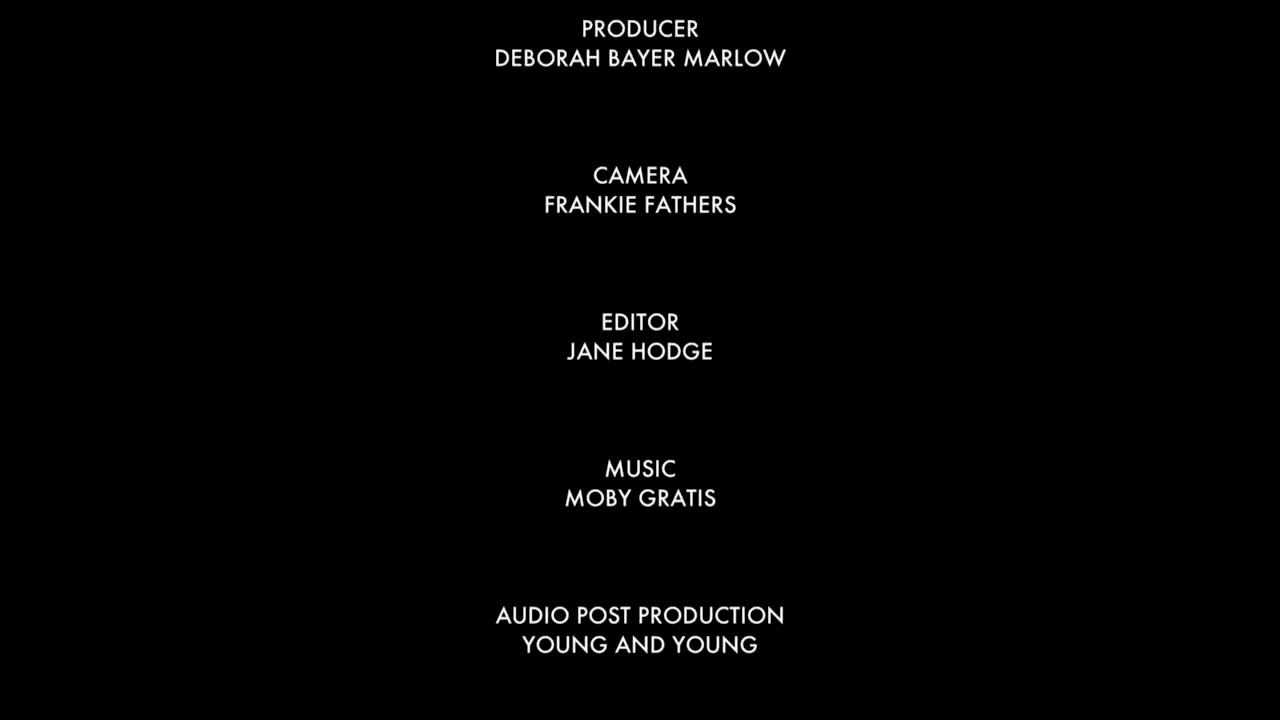 PRODUCER
DEBORAH BAYER MARLOW
CAMERA
FRANKIE FATHERS
EDITOR
JANE HODGE
MUSIC
MOBY GRATIS
AUDIO POST PRODUCTION
YOUNG AND YOUNG